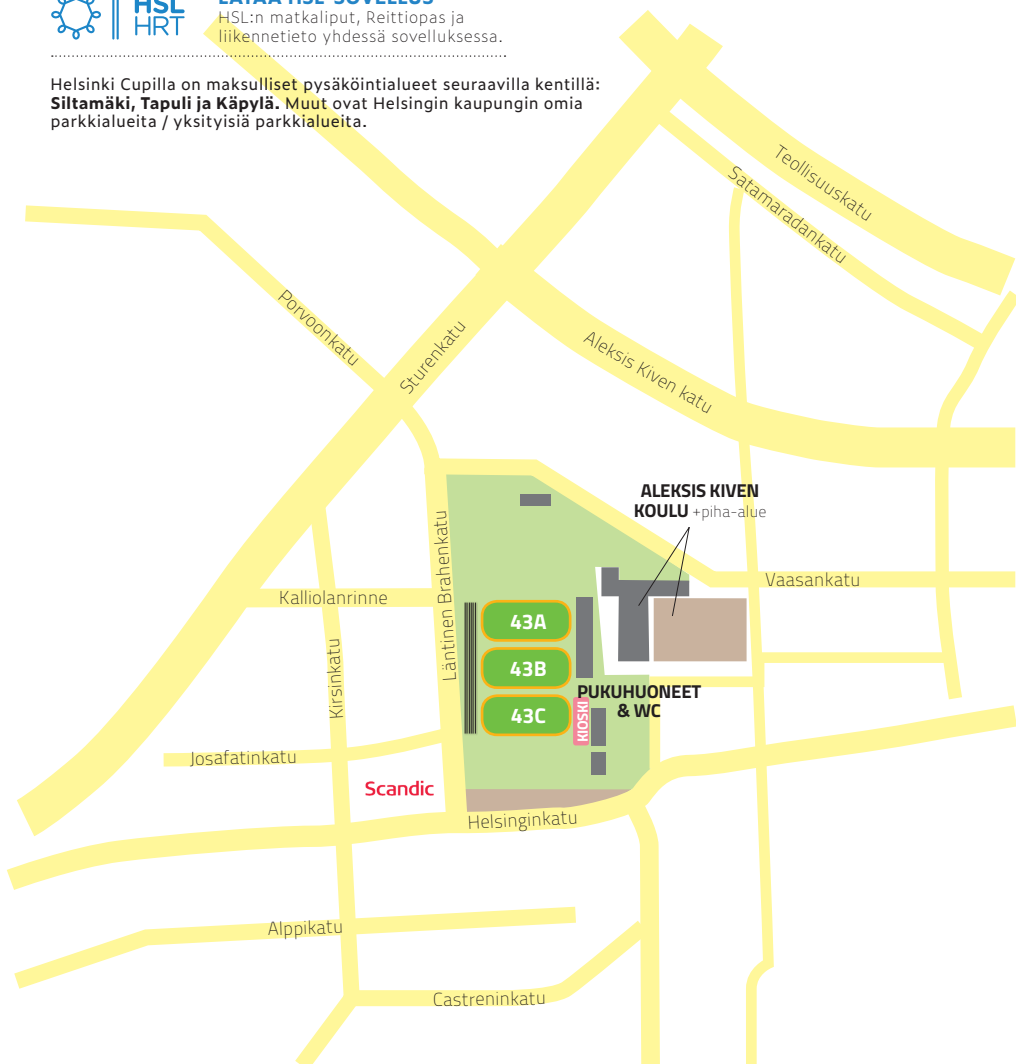 HSL
HRT
LATAA HSL-SOVELLUS
HSL:n matkaliput, Reittiopas ja
liikennetieto yhdessä sovelluksessa.
Helsinki Cupilla on maksulliset pysäköintialueet seuraavilla kentillä:
Siltamäki, Tapuli ja Käpylä. Muut ovat Helsingin kaupungin omia
parkkialueita / yksityisiä parkkialueita.
Teollisuuskatu
Satamaradankatu
Porvoonkatu
Sturenkatu
Aleksis Kiven katu
ALEKSIS KIVEN
KOULU +piha-alue
Läntinen Brahenkatu
Vaasankatu
Kalliolanrinne
43A
43B
Kirsinkatu
PUKUHUONEET
& WC
43C
KIOSKI
Josafatinkatu
Scandic
Helsinginkatu
Alppikatu
Castreninkatu